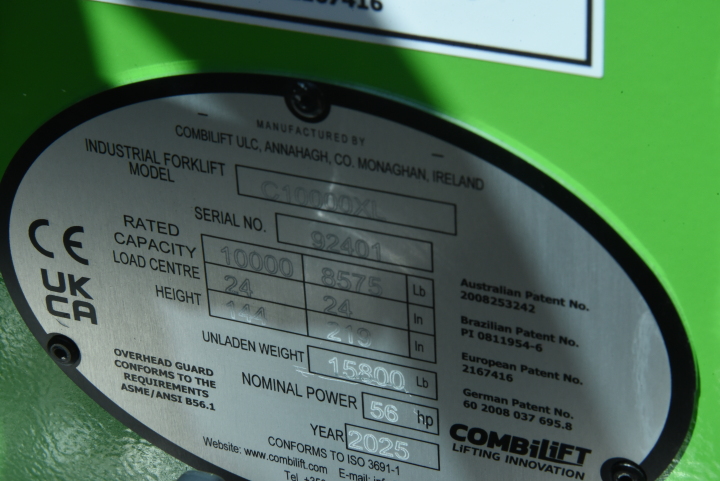 MANUFACTURED BY
COMBILIFT ULC, ANNAHAGH, CO. MONAGHAN, IRELAND
INDUSTRIAL FORKLIFT
MODEL C10000XL
SERIAL NO. 92401
RATED
CAPACITY 10000 8575 Lb
LOAD CENTRE 24 24 In
HEIGHT 144 In
UNLADEN WEIGHT 15800 Lb
NOMINAL POWER 56 hp
YEAR 2025
CONFORMS TO ISO 3691-1
Website: www.combilift.com E-mail:
Tel
CE
UK
CA
OVERHEAD GUARD
CONFORMS TO THE
REQUIREMENTS
ASME/ANSI B56.1
Australian Patent No.
2008253242
Brazilian Patent No.
PI 0811954-6
European Patent No.
2167416
German Patent No.
60 2008 037 695.8
COMBiLiFT
LIFTING INNOVATION